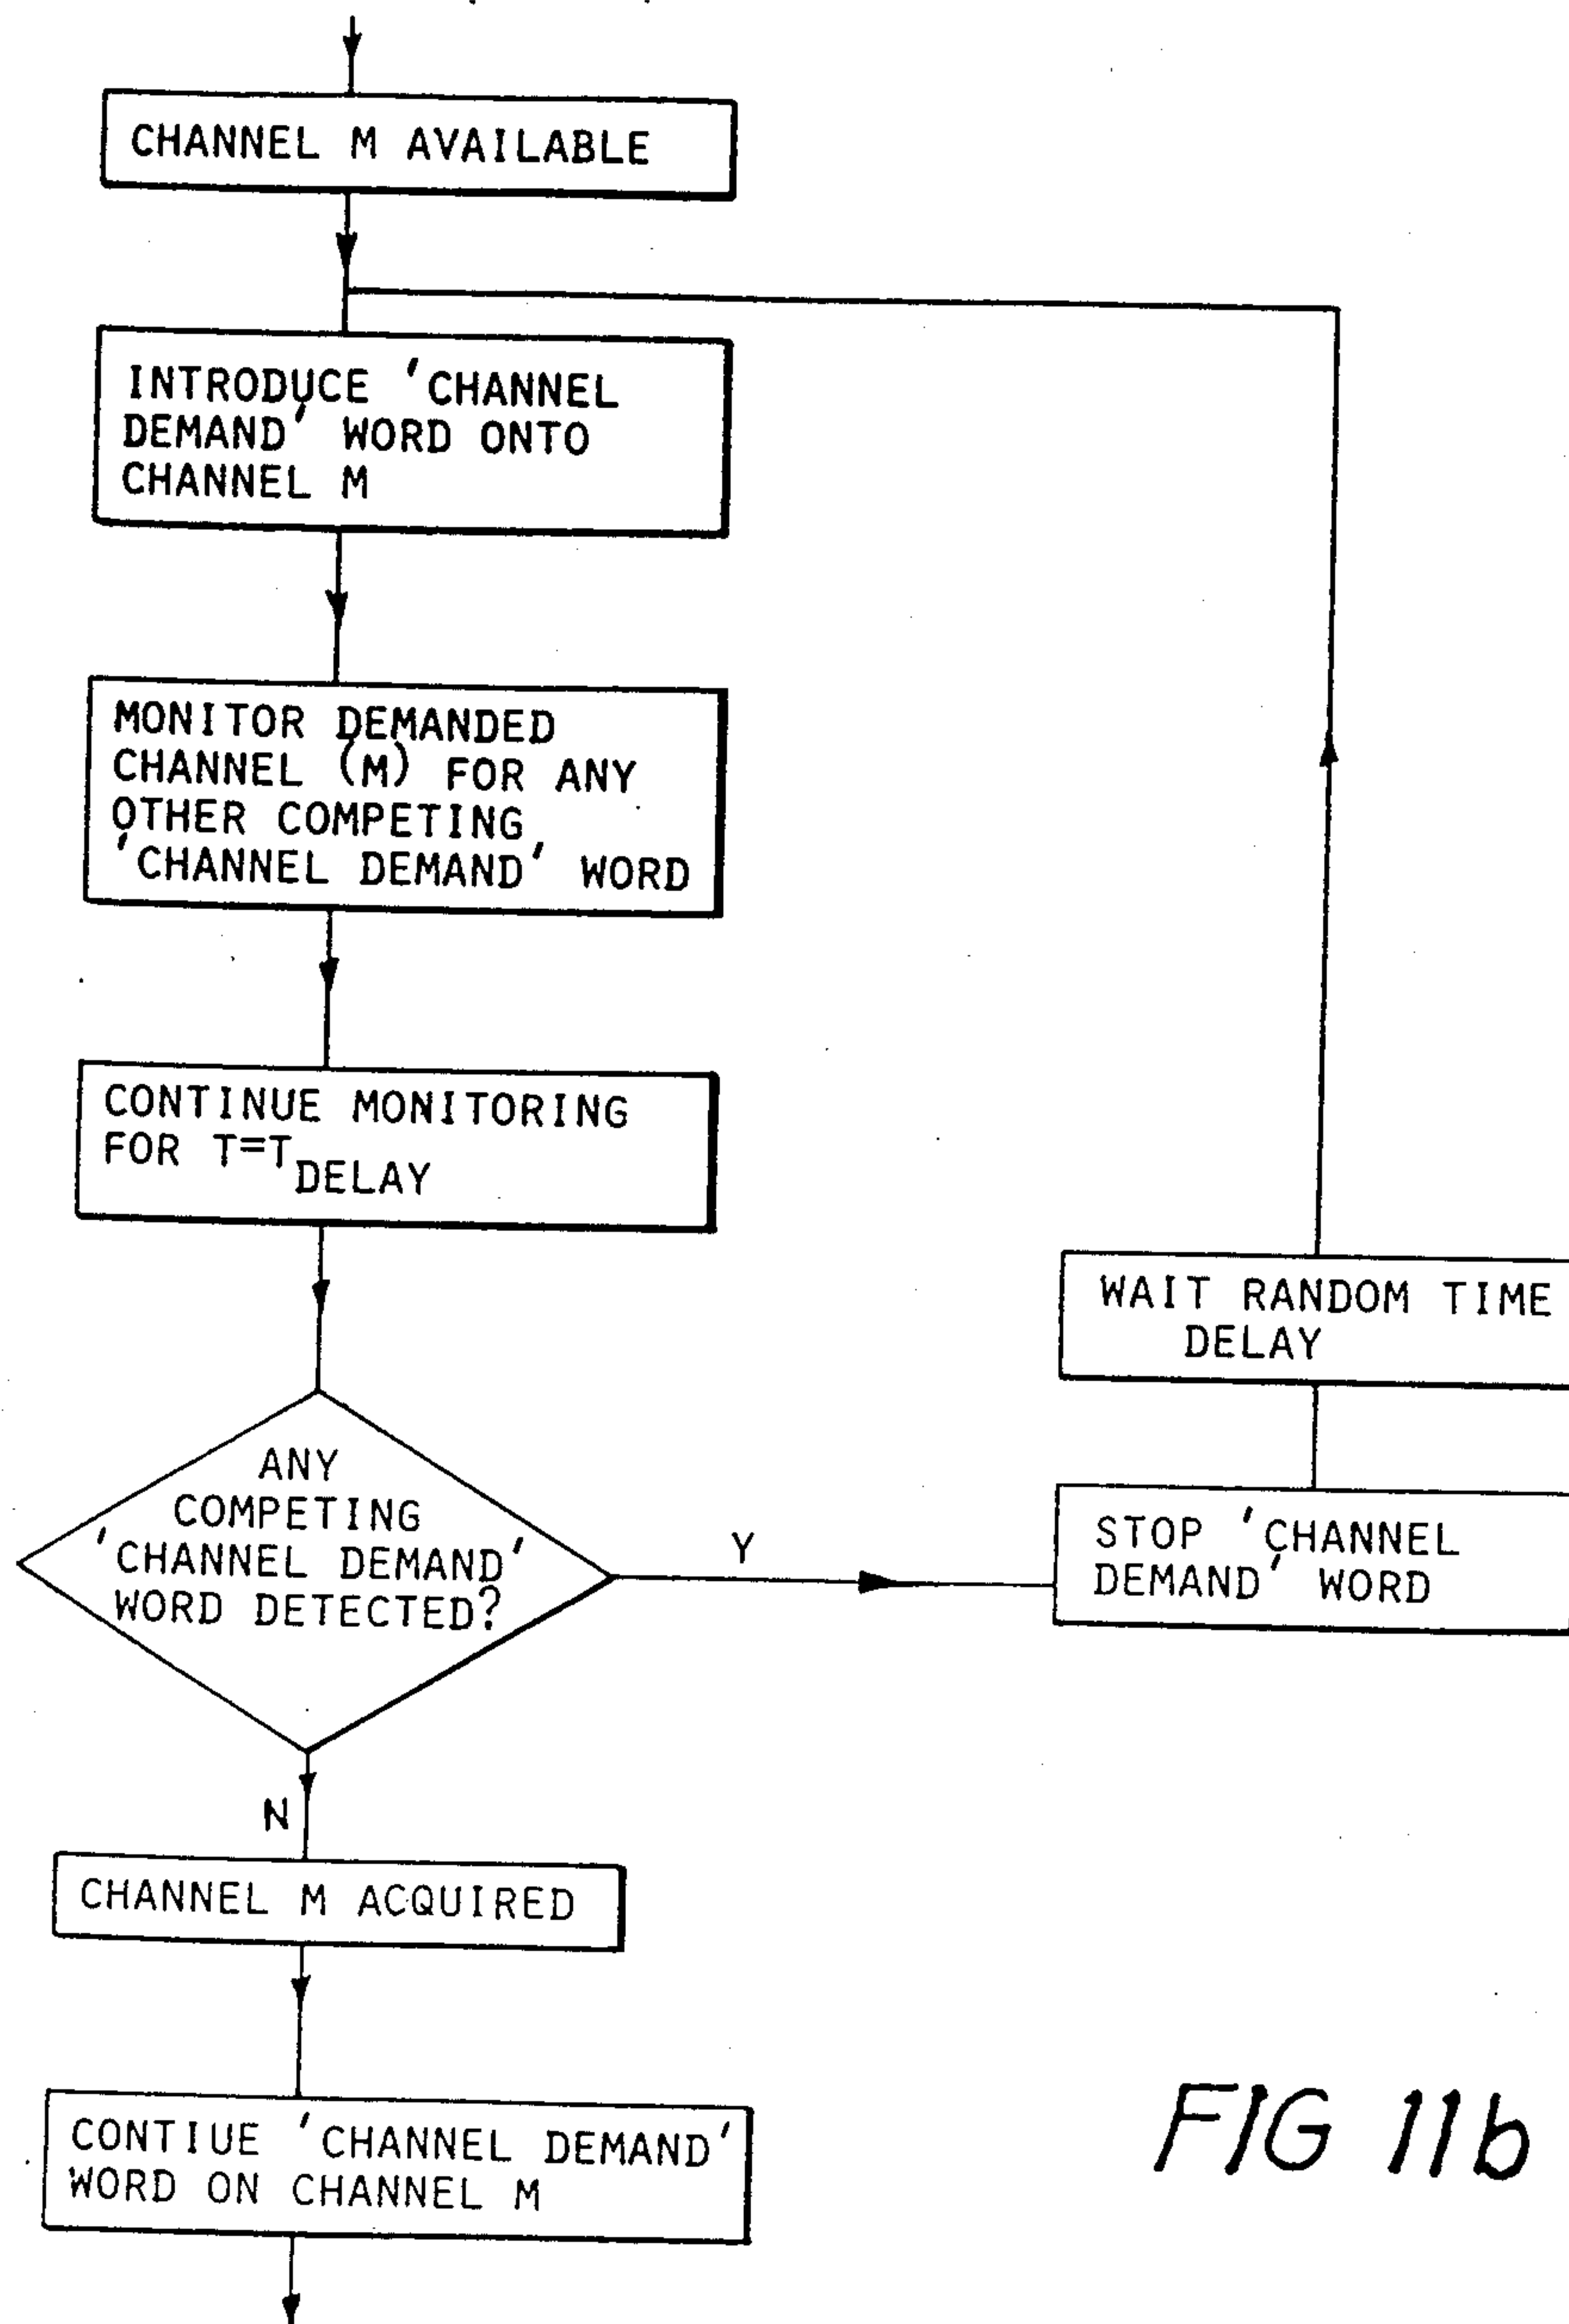 CHANNEL M AVAILABLE
INTRODUCE 'CHANNEL
DEMAND' WORD ONTO
CHANNEL M
MONITOR DEMANDED
CHANNEL (M) FOR ANY
OTHER COMPETING
'CHANNEL DEMAND' WORD
CONTINUE MONITORING
FOR T=T
DELAY
ANY
COMPETING
'CHANNEL DEMAND'
WORD DETECTED?
Y
STOP 'CHANNEL
DEMAND' WORD
WAIT RANDOM TIME
DELAY
N
CHANNEL M ACQUIRED
CONTIUE 'CHANNEL DEMAND'
WORD ON CHANNEL M
FIG 11b